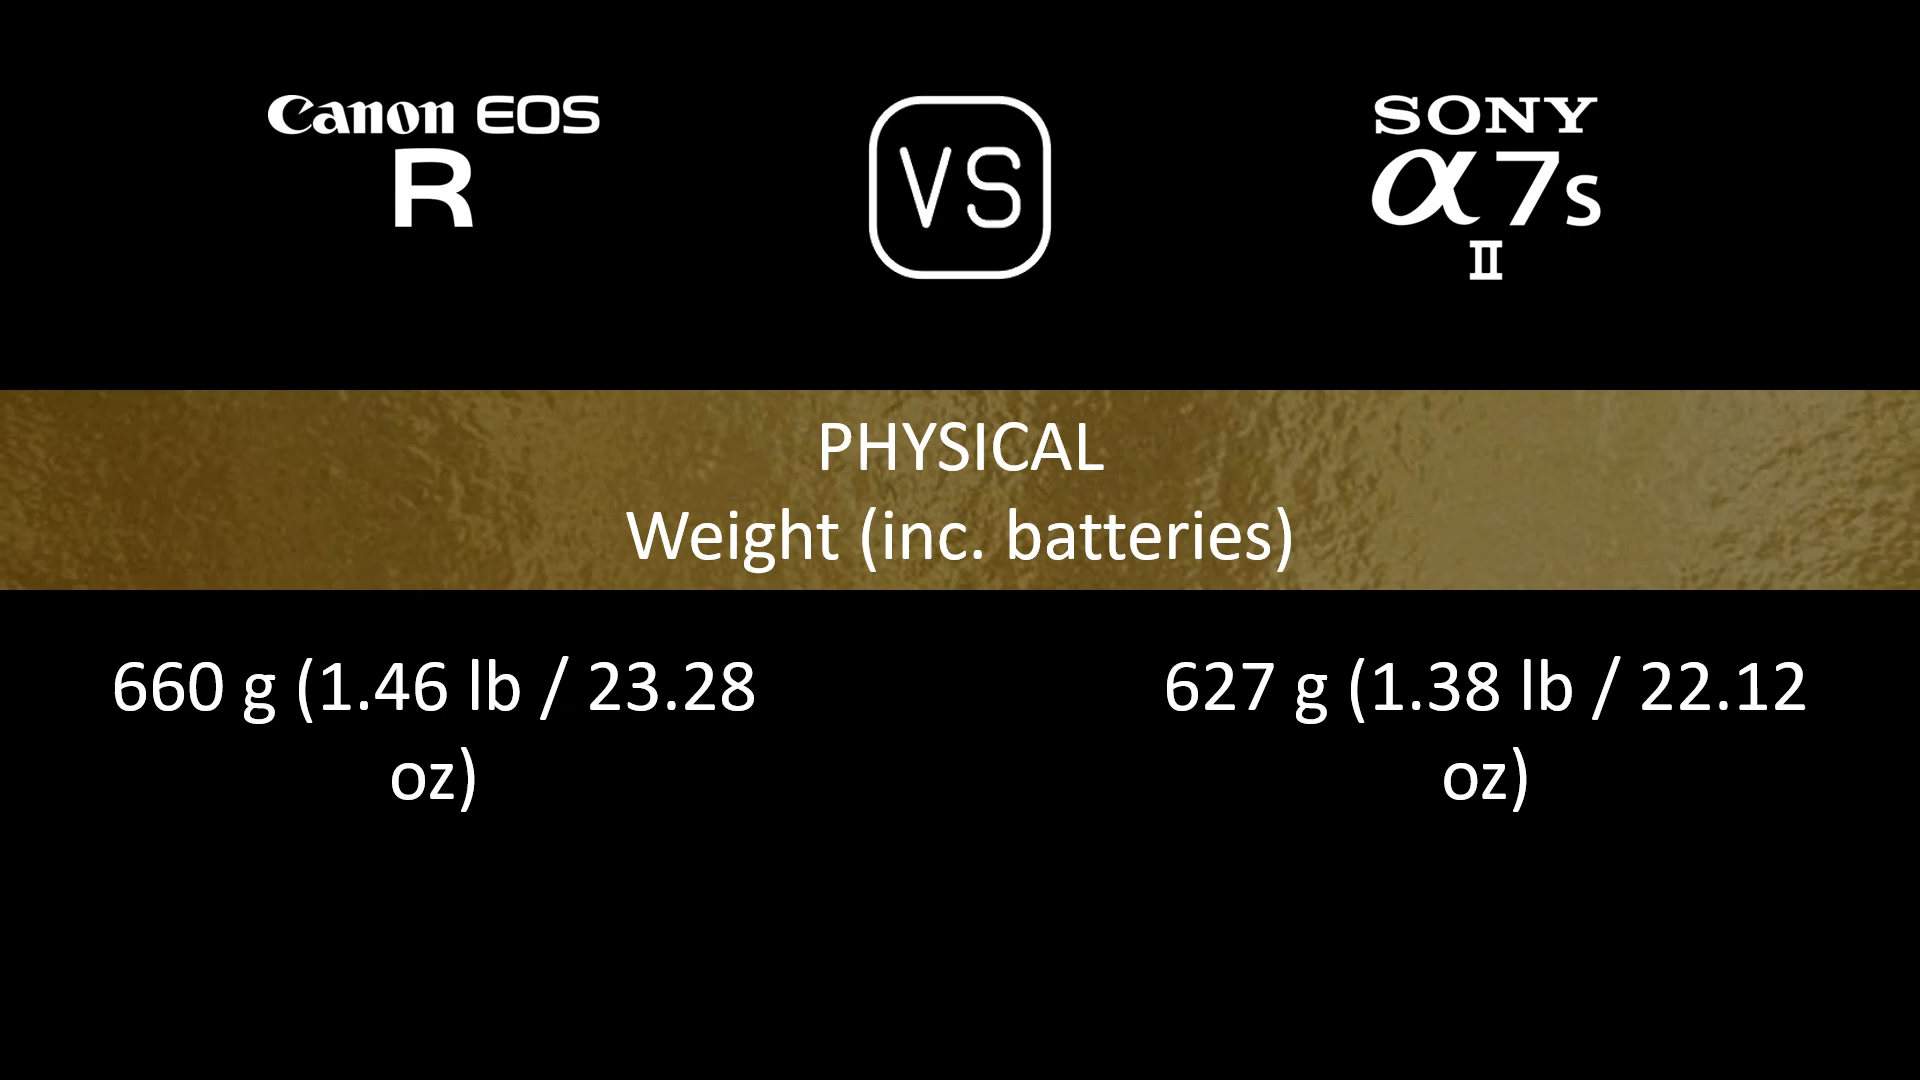 Canon EOS
R
VS
SONY
α7s
II
PHYSICAL
Weight (inc. batteries)
660 g (1.46 lb / 23.28
oz)
627 g (1.38 lb / 22.12
oz)